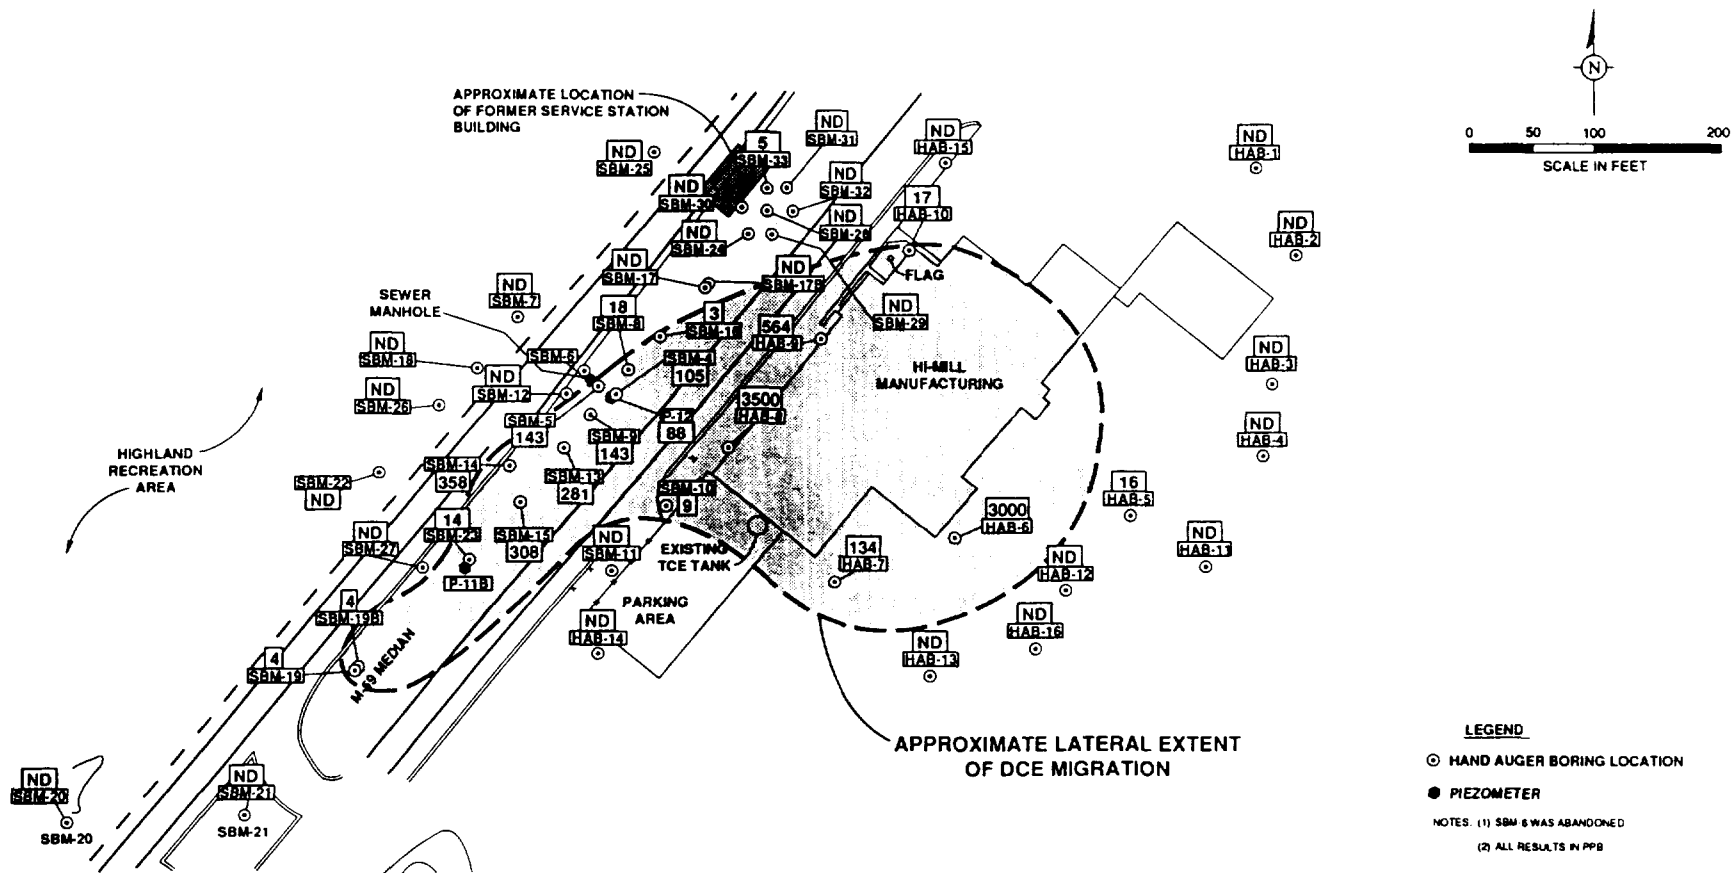 N
0 50 100 200
SCALE IN FEET
APPROXIMATE LOCATION
OF FORMER SERVICE STATION
BUILDING
ND
SBM-25
5
SBM-33
ND
SBM-31
ND
HAB-15
ND
HAB-1
ND
SBM-30
ND
SBM-32
17
HAB-10
ND
SBM-24
ND
SBM-28
ND
HAB-2
ND
SBM-17
ND
SBM-17B
FLAG
ND
SBM-7
SEWER
MANHOLE
18
SBM-8
3
SBM-16
564
HAB-9
ND
SBM-29
ND
SBM-18
SBM-6
SBM-4
105
HI-MILL
MANUFACTURING
ND
HAB-3
ND
SBM-26
ND
SBM-12
3500
HAB-8
SBM-5
143
P-12
88
SBM-9
143
ND
HAB-4
HIGHLAND
RECREATION
AREA
SBM-14
358
SBM-13
281
SBM-22
ND
SBM-10
9
16
HAB-5
14
SBM-23
3000
HAB-6
ND
SBM-27
SBM-15
308
ND
SBM-11
EXISTING
TCE TANK
134
HAB-7
ND
HAB-11
P-11B
ND
HAB-12
4
SBM-19B
PARKING
AREA
ND
HAB-14
ND
HAB-16
4
SBM-19
M-59 MEDIAN
ND
HAB-13
APPROXIMATE LATERAL EXTENT
OF DCE MIGRATION
ND
SBM-20
SBM-20
ND
SBM-21
SBM-21
LEGEND
HAND AUGER BORING LOCATION
PIEZOMETER
NOTES: (1) SBM-6 WAS ABANDONED
(2) ALL RESULTS IN PPB